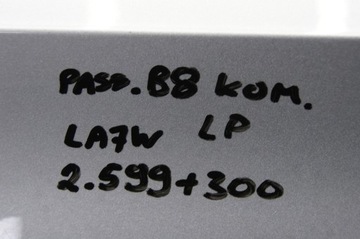 PASS. B8 KOM.
LA7W LP
2.599+300